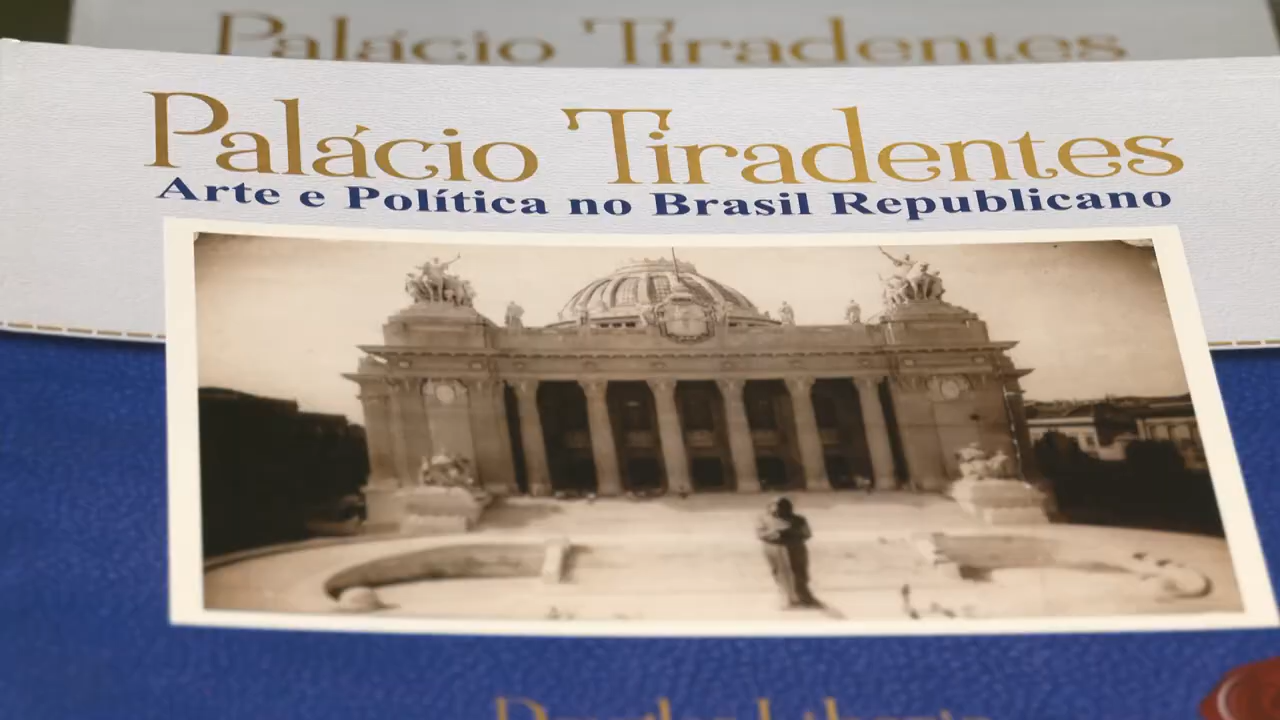 Palácio Tiradentes
Palácio Tiradentes
Arte e Política no Brasil Republicano